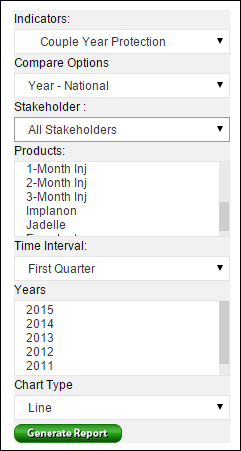 Indicators:
Couple Year Protection
Compare Options
Year - National
Stakeholder :
All Stakeholders
Products:
1-Month Inj
2-Month Inj
3-Month Inj
Implanon
Jadelle
Time Interval:
First Quarter
Years
2015
2014
2013
2012
2011
Chart Type
Line
Generate Report